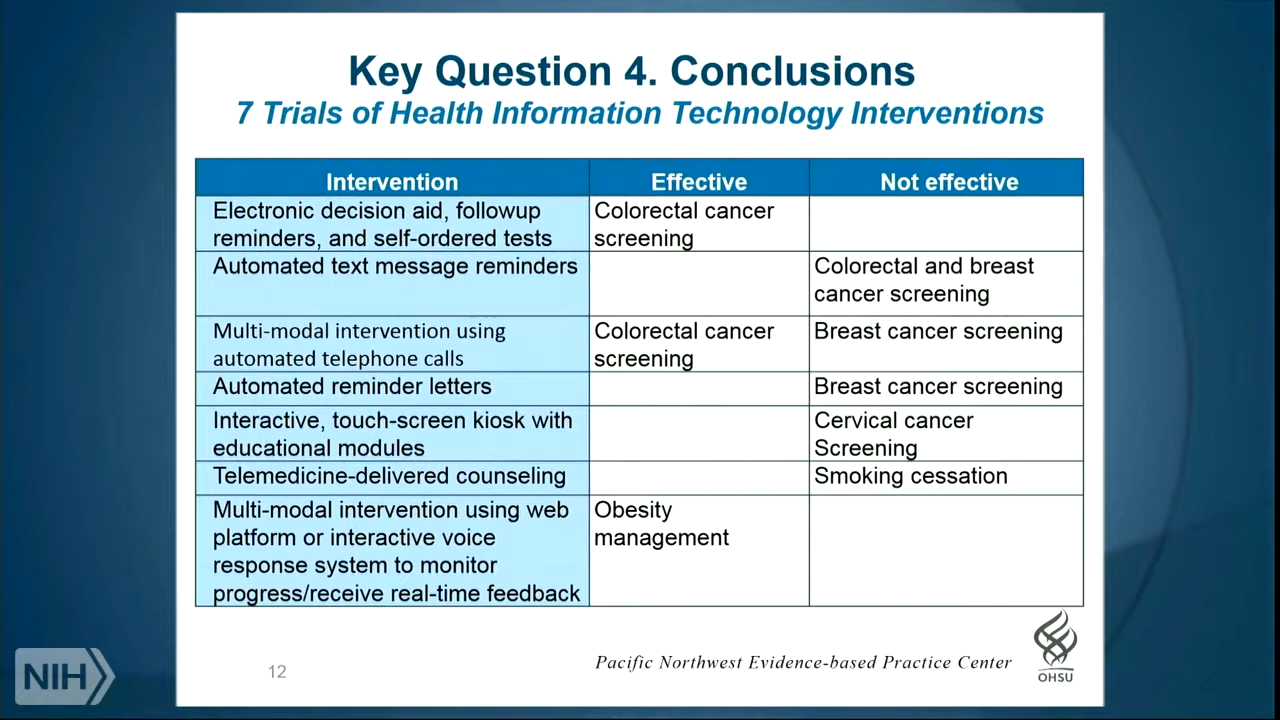 Key Question 4. Conclusions
7 Trials of Health Information Technology Interventions
Intervention Effective Not effective
Electronic decision aid, followup Colorectal cancer
reminders, and self-ordered tests screening
Automated text message reminders Colorectal and breast
cancer screening
Multi-modal intervention using Colorectal cancer Breast cancer screening
automated telephone calls screening
Automated reminder letters Breast cancer screening
Interactive, touch-screen kiosk with Cervical cancer
educational modules Screening
Telemedicine-delivered counseling Smoking cessation
Multi-modal intervention using web Obesity
platform or interactive voice management
response system to monitor
progress/receive real-time feedback
12
Pacific Northwest Evidence-based Practice Center
OHSU
NIH